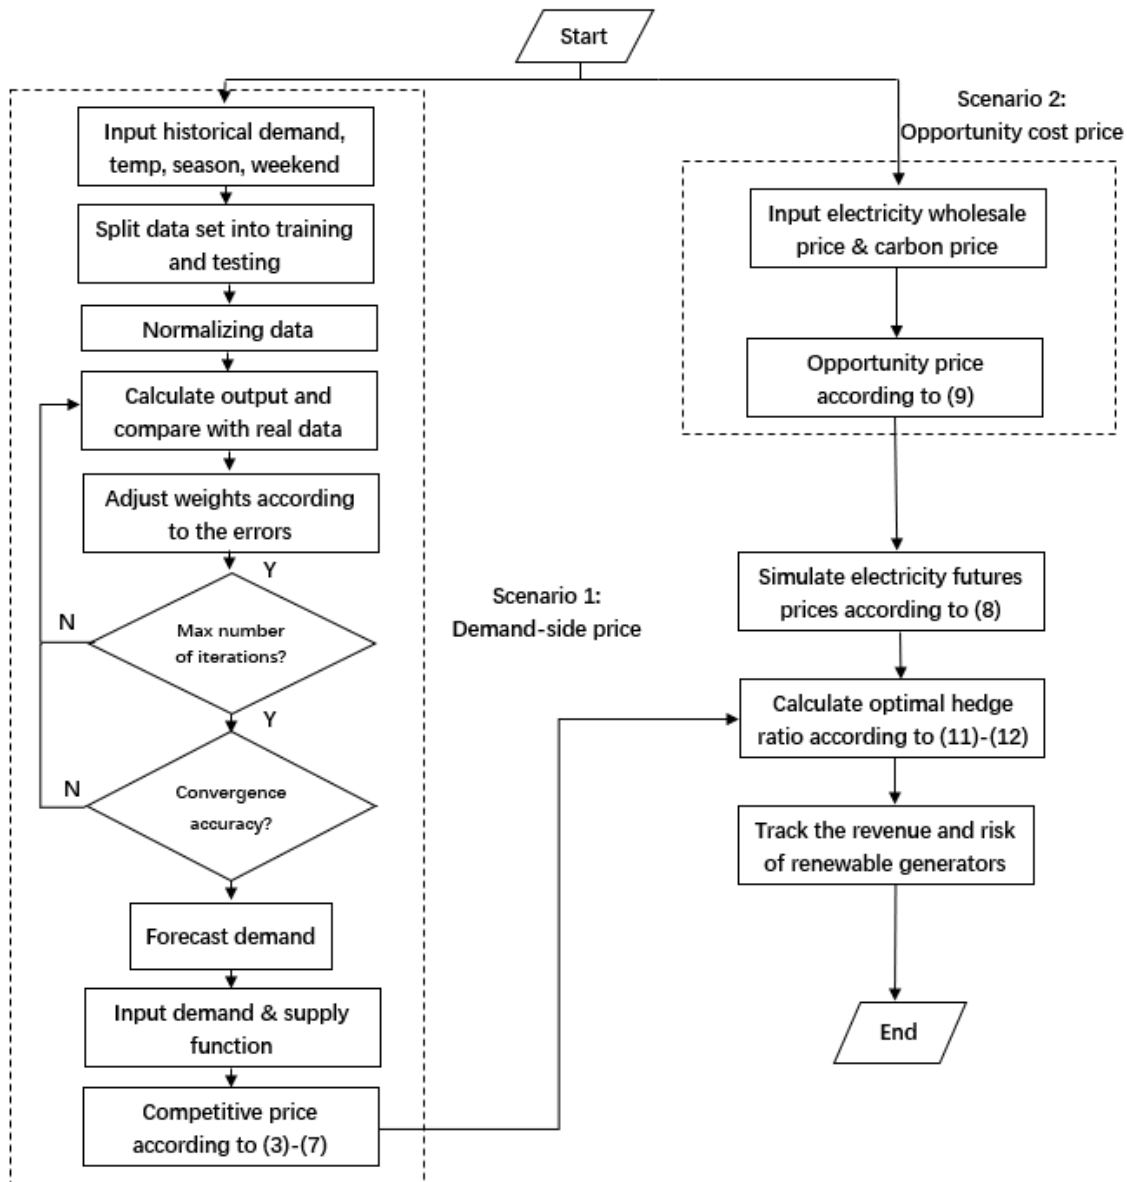 Start
Scenario 2:
Opportunity cost price
Input historical demand,
temp, season, weekend
Split data set into training
and testing
Normalizing data
Calculate output and
compare with real data
Adjust weights according
to the errors
Y
N
Max number
of iterations?
Y
N
Convergence
accuracy?
Forecast demand
Input demand & supply
function
Competitive price
according to (3)-(7)
Scenario 1:
Demand-side price
Input electricity wholesale
price & carbon price
Opportunity price
according to (9)
Simulate electricity futures
prices according to (8)
Calculate optimal hedge
ratio according to (11)-(12)
Track the revenue and risk
of renewable generators
End